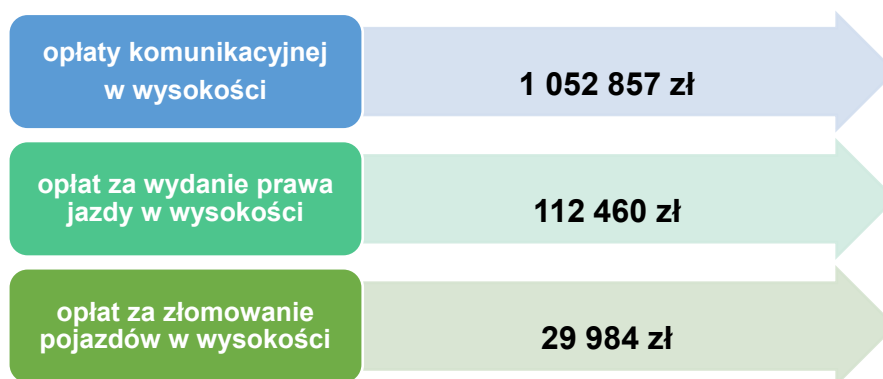 opłaty komunikacyjnej
w wysokości
1 052 857 zł
opłat za wydanie prawa
jazdy w wysokości
112 460 zł
opłat za złomowanie
pojazdów w wysokości
29 984 zł